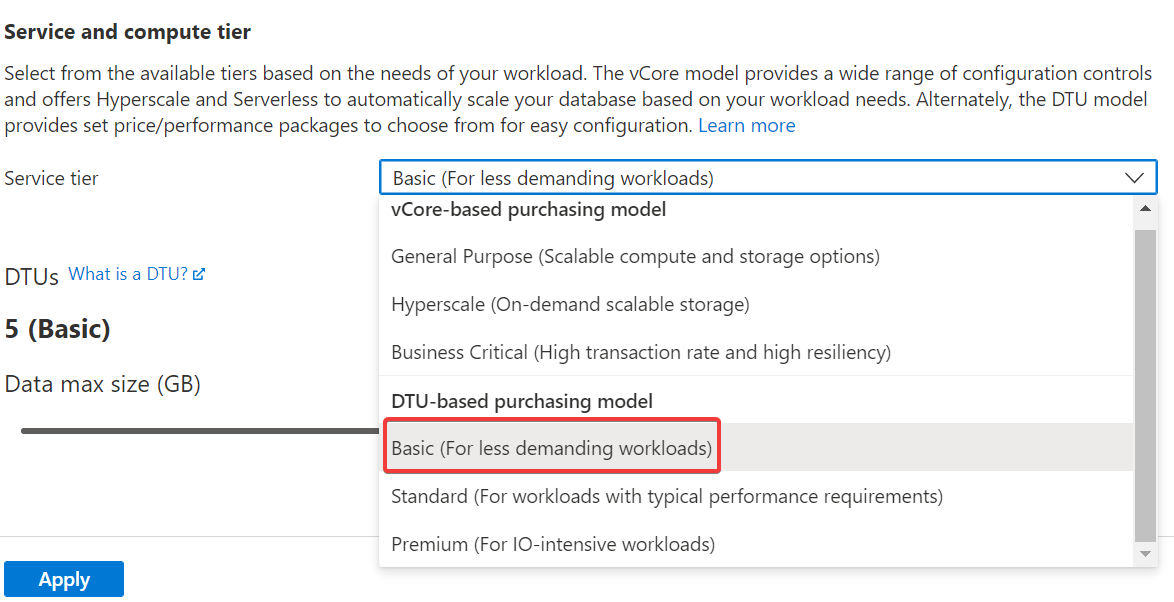 Service and compute tier
Select from the available tiers based on the needs of your workload. The vCore model provides a wide range of configuration controls
and offers Hyperscale and Serverless to automatically scale your database based on your workload needs. Alternately, the DTU model
provides set price/performance packages to choose from for easy configuration. Learn more
Service tier
Basic (For less demanding workloads)
vCore-based purchasing model
General Purpose (Scalable compute and storage options)
Hyperscale (On-demand scalable storage)
Business Critical (High transaction rate and high resiliency)
DTU-based purchasing model
Basic (For less demanding workloads)
Standard (For workloads with typical performance requirements)
Premium (For IO-intensive workloads)
DTUs What is a DTU?
5 (Basic)
Data max size (GB)
Apply